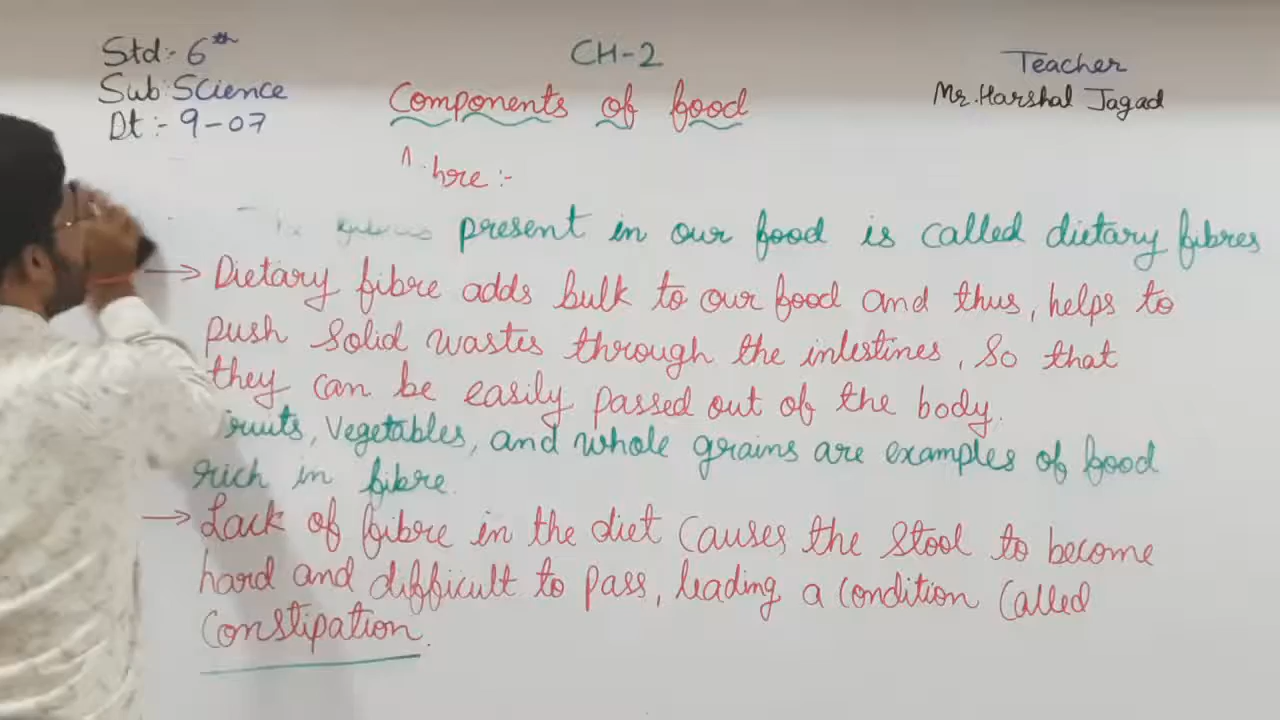 Std:- 6th
Sub: Science
Dt :- 9-07
CH-2
Components of food
Teacher
Mr. Harshal Jagad
bre :-
present in our food is called dietary fibres
→ Dietary fibre adds bulk to our food and thus, helps to
push solid wastes through the intestines, So that
they can be easily passed out of the body.
ruits, Vegetables, and whole grains are examples of food
rich in fibre.
→ Lack of fibre in the diet causes the stool to become
hard and difficult to pass, leading a condition called
Constipation.